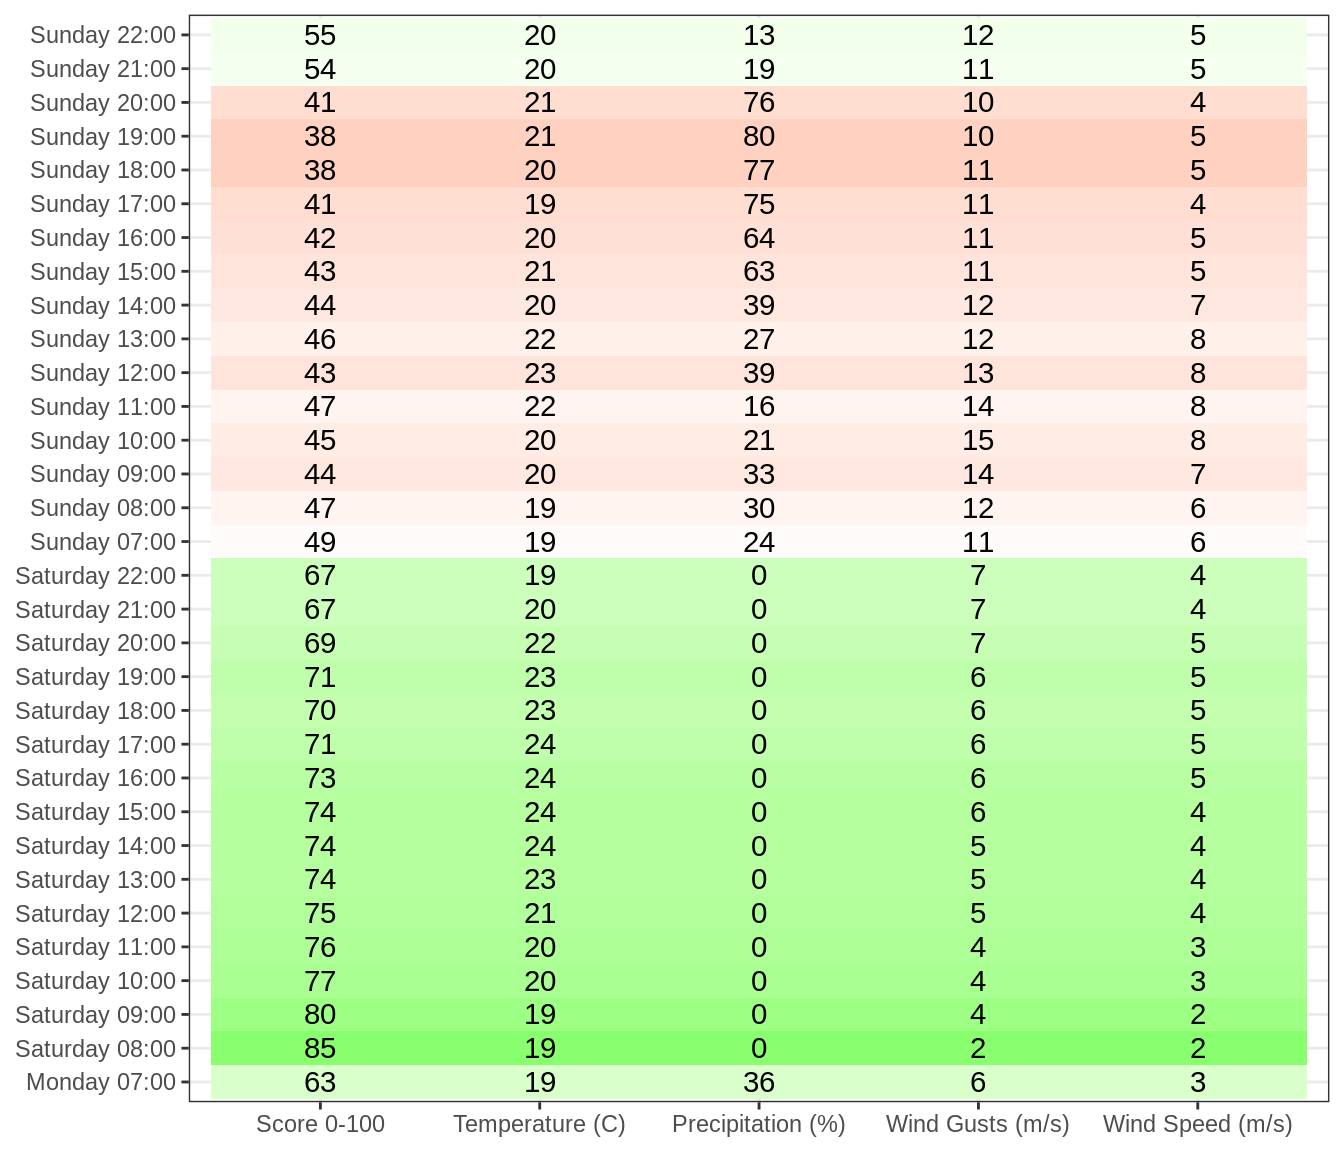 Sunday 22:00 55 20 13 12 5
Sunday 21:00 54 20 19 11 5
Sunday 20:00 41 21 76 10 4
Sunday 19:00 38 21 80 10 5
Sunday 18:00 38 20 77 11 5
Sunday 17:00 41 19 75 11 4
Sunday 16:00 42 20 64 11 5
Sunday 15:00 43 21 63 11 5
Sunday 14:00 44 20 39 12 7
Sunday 13:00 46 22 27 12 8
Sunday 12:00 43 23 39 13 8
Sunday 11:00 47 22 16 14 8
Sunday 10:00 45 20 21 15 8
Sunday 09:00 44 20 33 14 7
Sunday 08:00 47 19 30 12 6
Sunday 07:00 49 19 24 11 6
Saturday 22:00 67 19 0 7 4
Saturday 21:00 67 20 0 7 4
Saturday 20:00 69 22 0 7 5
Saturday 19:00 71 23 0 6 5
Saturday 18:00 70 23 0 6 5
Saturday 17:00 71 24 0 6 5
Saturday 16:00 73 24 0 6 5
Saturday 15:00 74 24 0 6 4
Saturday 14:00 74 24 0 5 4
Saturday 13:00 74 23 0 5 4
Saturday 12:00 75 21 0 5 4
Saturday 11:00 76 20 0 4 3
Saturday 10:00 77 20 0 4 3
Saturday 09:00 80 19 0 4 2
Saturday 08:00 85 19 0 2 2
Monday 07:00 63 19 36 6 3
Score 0-100 Temperature (C) Precipitation (%) Wind Gusts (m/s) Wind Speed (m/s)